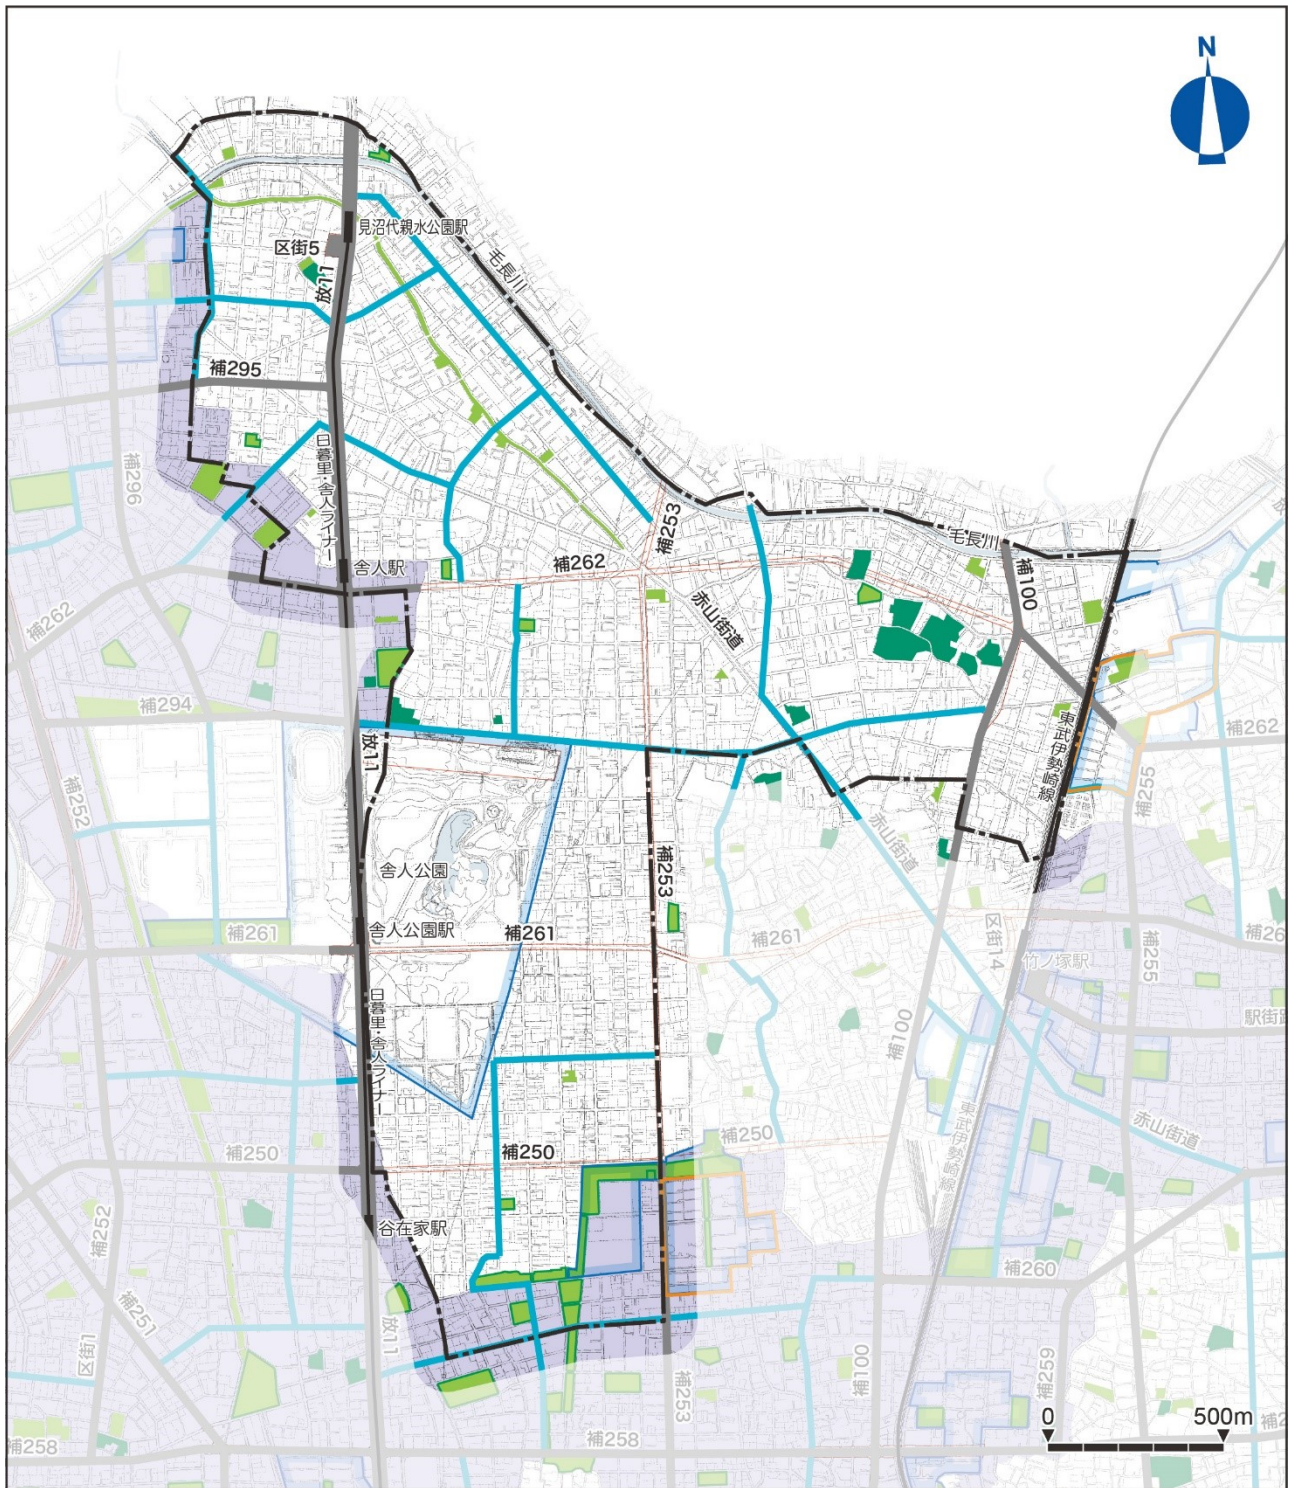 N
見沼代親水公園駅
区街5
放11
毛長川
補295
日暮里・舎人ライナー
補296
補253
毛長川
舎人駅
補262
補100
補262
赤山街道
補294
放11
東武伊勢崎線
補262
補252
補255
舎人公園
補253
赤山街道
舎人公園駅
補261
補261
補261
区街14
補255
竹ノ塚駅
日暮里・舎人ライナー
補100
補250
補250
補250
東武伊勢崎線
赤山街道
補252
谷在家駅
補251
放11
補260
区街1
補100
補259
補253
0 500m
補258
補258